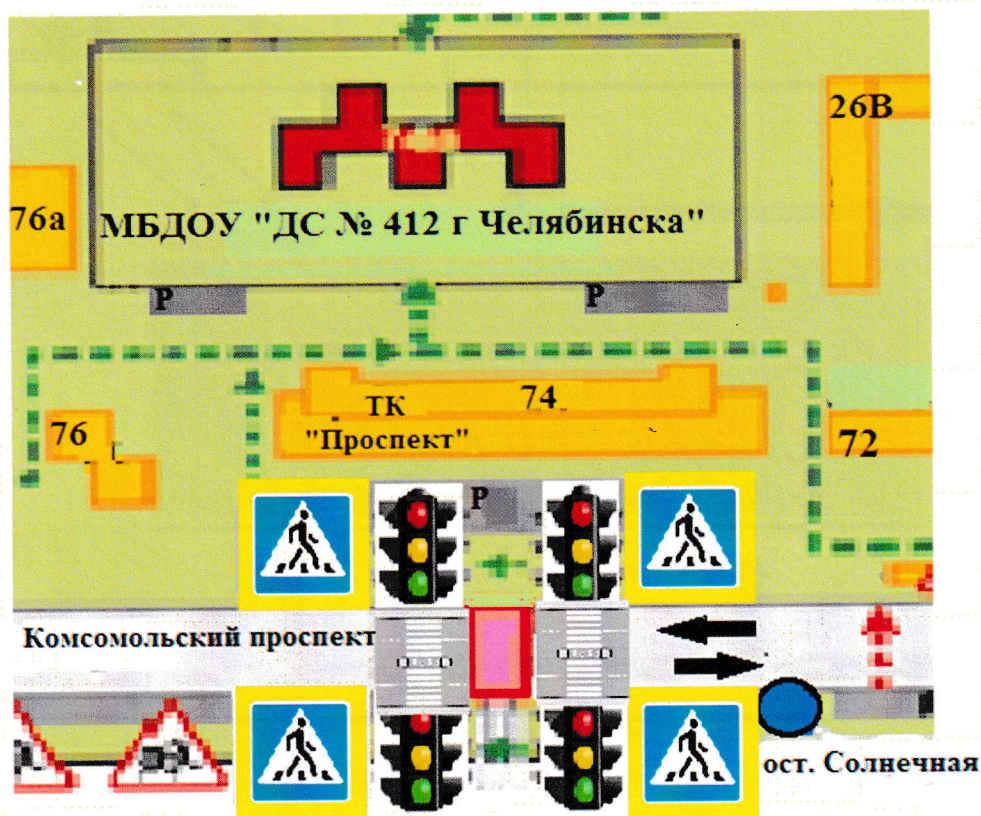 26В
76а
МБДОУ "ДС № 412 г Челябинска"
Р
Р
74
ТК
"Проспект"
76
72
Р
Комсомольский проспект
ост. Солнечная